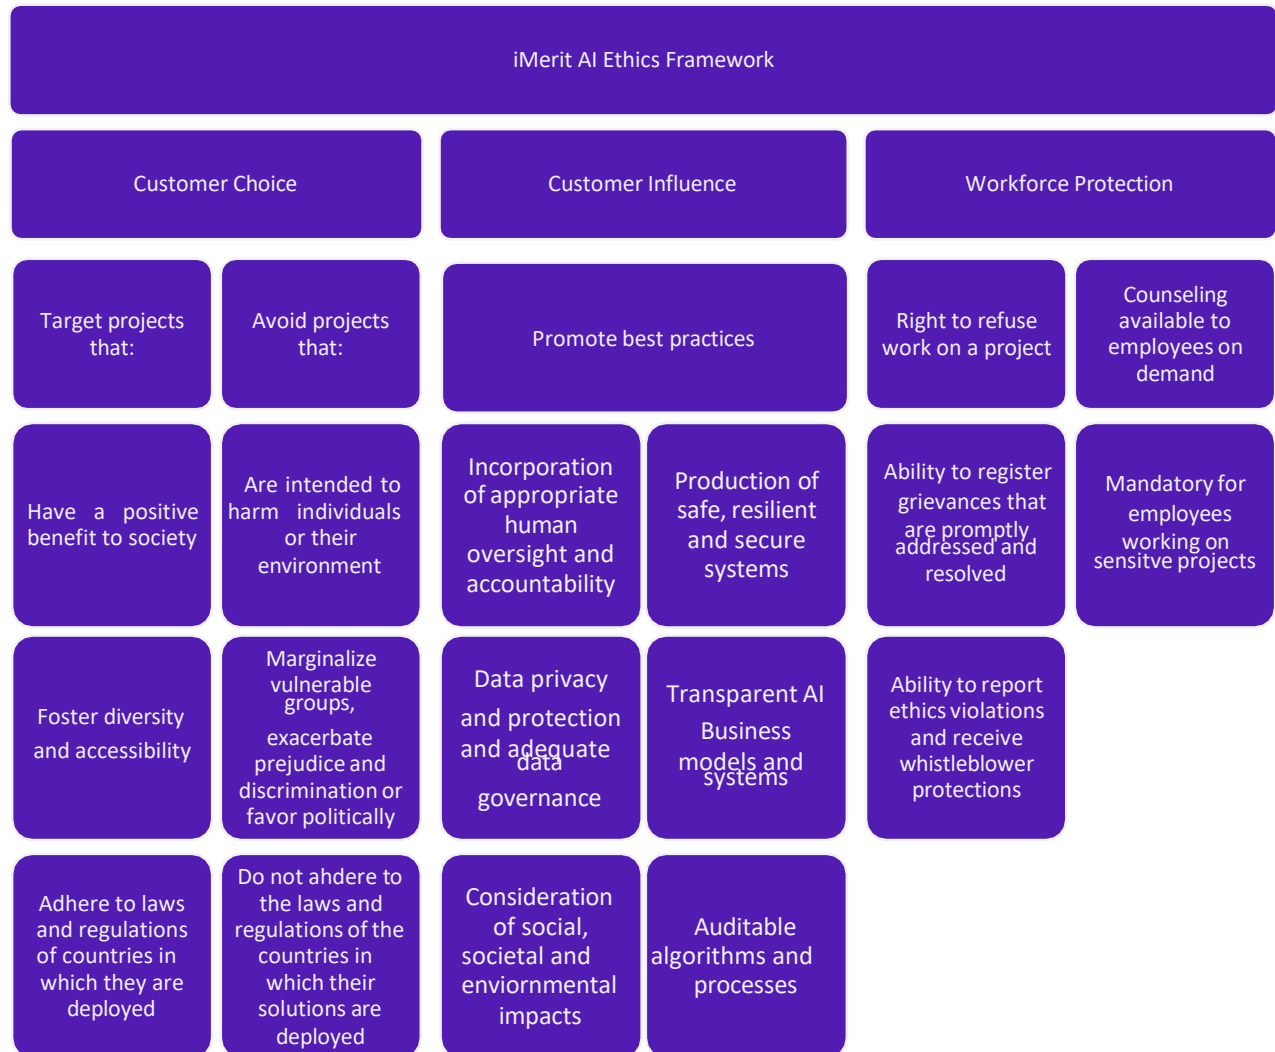 iMerit AI Ethics Framework
Customer Choice
Customer Influence
Workforce Protection
Target projects
that:
Avoid projects
that:
Promote best practices
Right to refuse
work on a project
Counseling
available to
employees on
demand
Have a positive
benefit to society
Are intended to
harm individuals
or their
environment
Incorporation
of appropriate
human
oversight and
accountability
Production of
safe, resilient
and secure
systems
Ability to register
grievances that
are promptly
addressed and
resolved
Mandatory for
employees
working on
sensitve projects
Foster diversity
and accessibility
Marginalize
vulnerable
groups,
exacerbate
prejudice and
discrimination or
favor politically
Data privacy
and protection
and adequate
data
governance
Transparent AI
Business
models and
systems
Ability to report
ethics violations
and receive
whistleblower
protections
Adhere to laws
and regulations
of countries in
which they are
deployed
Do not ahdere to
the laws and
regulations of the
countries in
which their
solutions are
deployed
Consideration
of social,
societal and
enviornmental
impacts
Auditable
algorithms and
processes